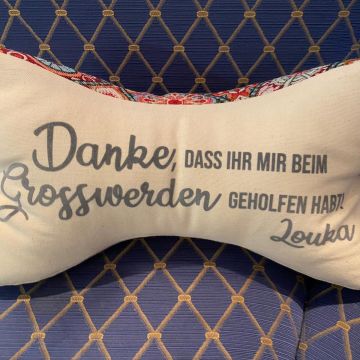 Danke, DASS IHR MIR BEIM
Grosswerden GEHOLFEN HABT!
Louka